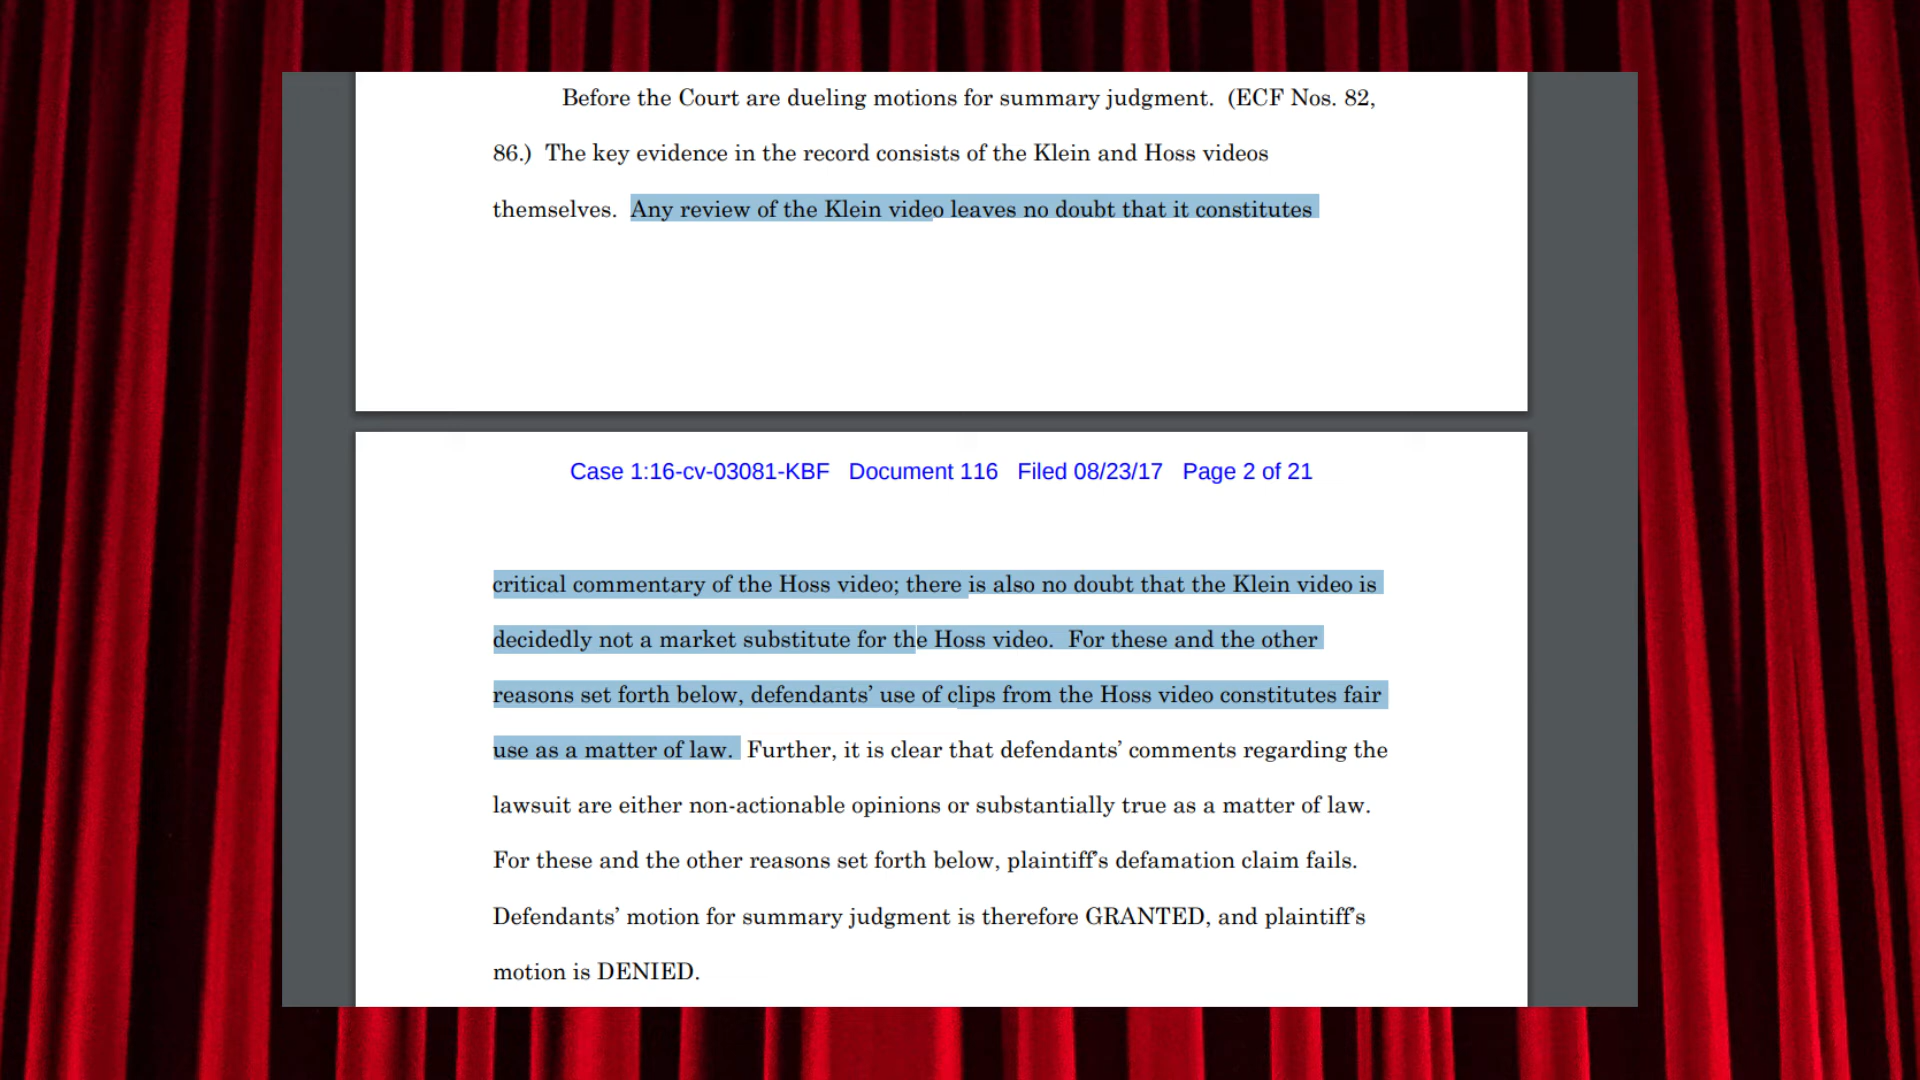 Before the Court are dueling motions for summary judgment.  (ECF Nos. 82,
86.)  The key evidence in the record consists of the Klein and Hoss videos
themselves.  Any review of the Klein video leaves no doubt that it constitutes
Case 1:16-cv-03081-KBF   Document 116   Filed 08/23/17   Page 2 of 21
critical commentary of the Hoss video; there is also no doubt that the Klein video is
decidedly not a market substitute for the Hoss video.  For these and the other
reasons set forth below, defendants’ use of clips from the Hoss video constitutes fair
use as a matter of law.  Further, it is clear that defendants’ comments regarding the
lawsuit are either non-actionable opinions or substantially true as a matter of law.
For these and the other reasons set forth below, plaintiff’s defamation claim fails.
Defendants’ motion for summary judgment is therefore GRANTED, and plaintiff’s
motion is DENIED.